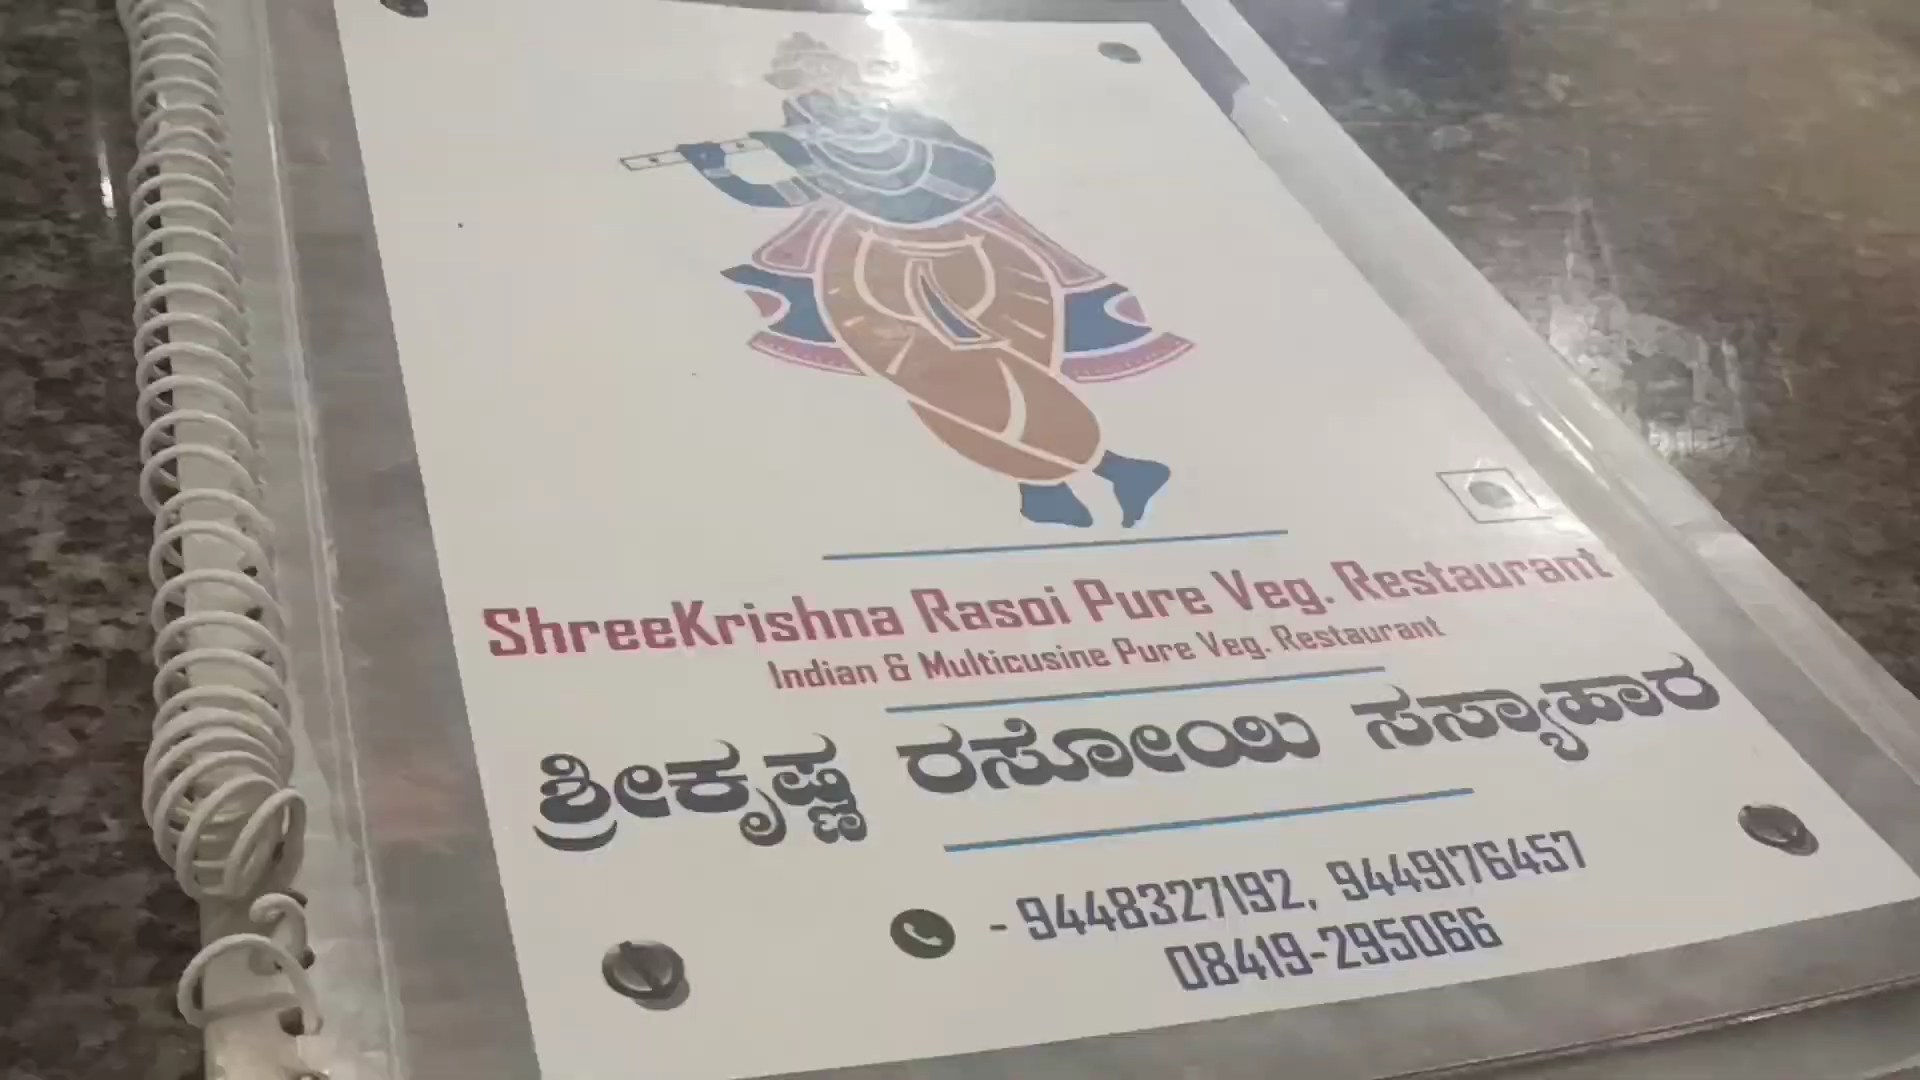 ShreeKrishna Rasoi Pure Veg. Restaurant
Indian & Multicusine Pure Veg. Restaurant
ಶ್ರೀಕೃಷ್ಣ ರಸೋಯಿ ಸಸ್ಯಾಹಾರ
- 9448327192, 9449176457
08419-295066